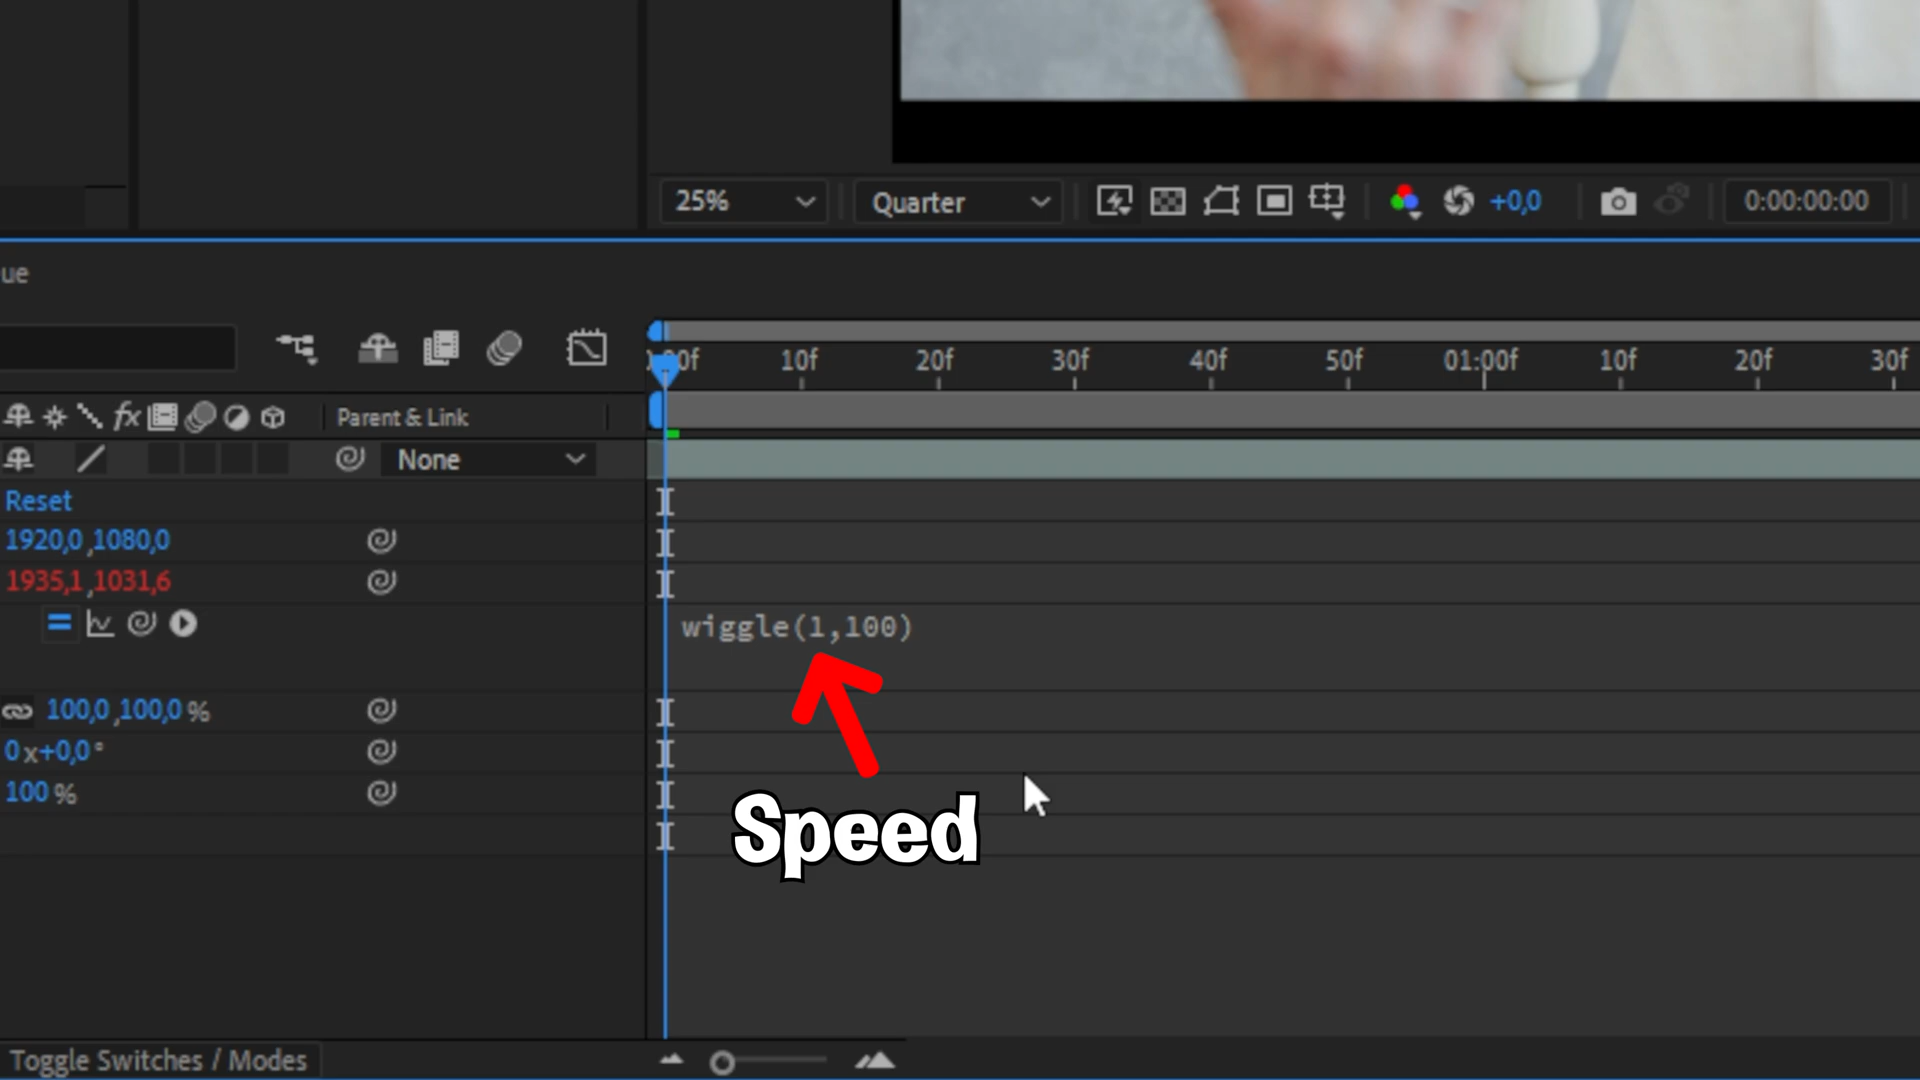 25%
Quarter
+0,0
0:00:00:00
ue
00f
10f
20f
30f
40f
50f
01:00f
10f
20f
30f
fx
Parent & Link
None
Reset
1920,0,1080,0
1935,1,1031,6
wiggle(1,100)
100,0,100,0%
0x+0,0°
100%
Speed
Toggle Switches / Modes